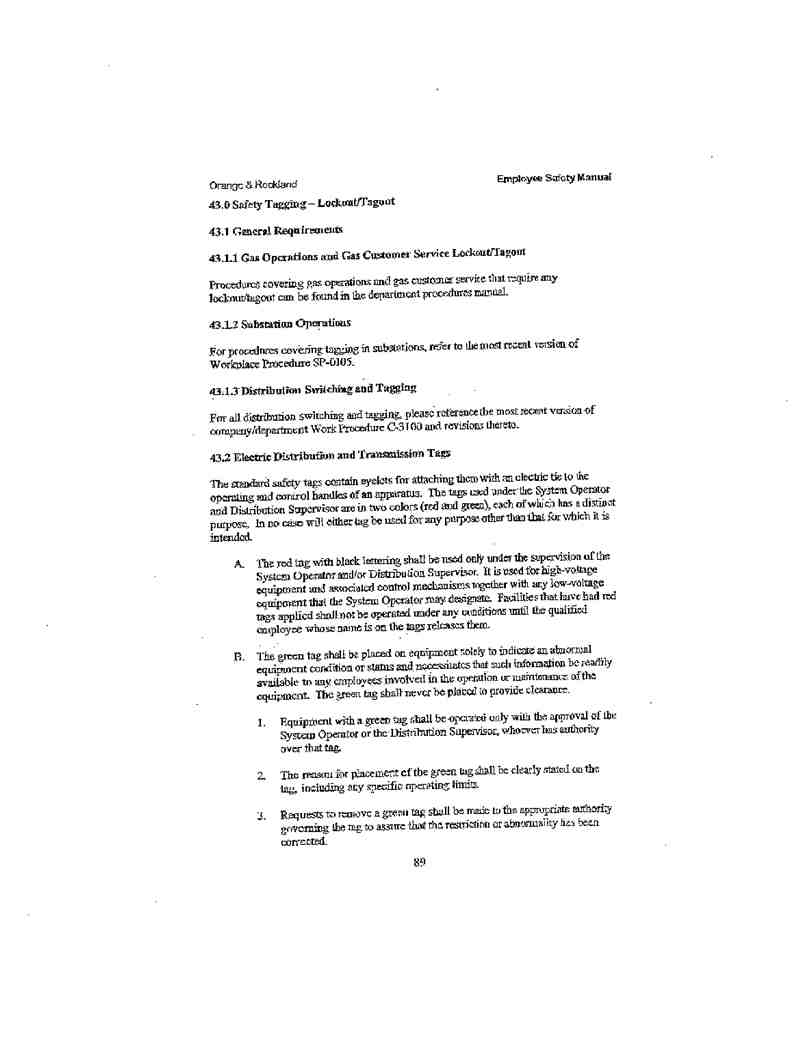 Orange & Rockland
Employee Safety Manual
43.0 Safety Tagging – Lockout/Tagout
43.1 General Requirements
43.1.1 Gas Operations and Gas Customer Service Lockout/Tagout
Procedures covering gas operations and gas customer service that require any
lockout/tagout can be found in the department procedures manual.
43.1.2 Substation Operations
For procedures covering tagging in substations, refer to the most recent version of
Workplace Procedure SP-0105.
43.1.3 Distribution Switching and Tagging
For all distribution switching and tagging, please reference the most recent version of
company/department Work Procedure C-3100 and revisions thereto.
43.2 Electric Distribution and Transmission Tags
The standard safety tags contain eyelets for attaching them with an electric tie to the
operating and control handles of an apparatus. The tags used under the System Operator
and Distribution Supervisor are in two colors (red and green), each of which has a distinct
purpose. In no case will either tag be used for any purpose other than that for which it is
intended.
A. The red tag with black lettering shall be used only under the supervision of the
System Operator and/or Distribution Supervisor. It is used for high-voltage
equipment and associated control mechanisms together with any low-voltage
equipment that the System Operator may designate. Facilities that have had red
tags applied shall not be operated under any conditions until the qualified
employee whose name is on the tags releases them.
B. The green tag shall be placed on equipment solely to indicate an abnormal
equipment condition or status and necessitates that such information be readily
available to any employees involved in the operation or maintenance of the
equipment. The green tag shall never be placed to provide clearance.
1. Equipment with a green tag shall be operated only with the approval of the
System Operator or the Distribution Supervisor, whoever has authority
over that tag.
2. The reason for placement of the green tag shall be clearly stated on the
tag, including any specific operating limits.
3. Requests to remove a green tag shall be made to the appropriate authority
governing the tag to assure that the restriction or abnormality has been
corrected.
89